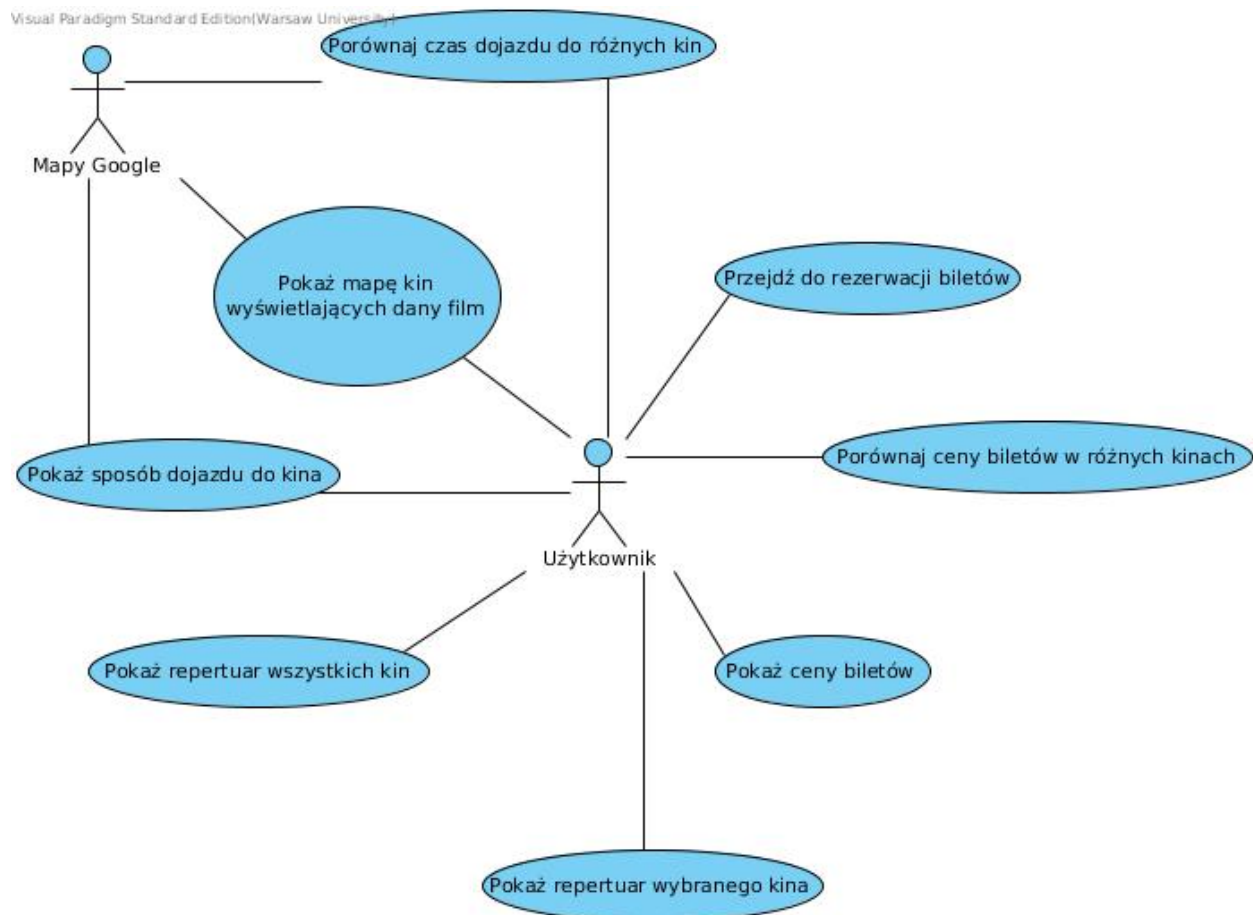 Visual Paradigm Standard Edition(Warsaw University)
Porównaj czas dojazdu do różnych kin
Mapy Google
Pokaż mapę kin
wyświetlających dany film
Przejdź do rezerwacji biletów
Porównaj ceny biletów w różnych kinach
Pokaż sposób dojazdu do kina
Użytkownik
Pokaż repertuar wszystkich kin
Pokaż ceny biletów
Pokaż repertuar wybranego kina